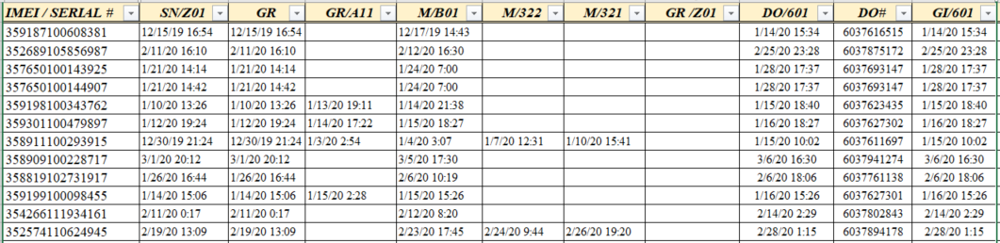 IMEI / SERIAL # SN/Z01 GR GR/A11 M/B01 M/322 M/321 GR /Z01 DO/601 DO# GI/601
359187100608381 12/15/19 16:54 12/15/19 16:54 12/17/19 14:43 1/14/20 15:34 6037616515 1/14/20 15:34
352689105856987 2/11/20 16:10 2/11/20 16:10 2/12/20 16:30 2/25/20 23:28 6037875172 2/25/20 23:28
357650100143925 1/21/20 14:14 1/21/20 14:14 1/24/20 7:00 1/28/20 17:37 6037693147 1/28/20 17:37
357650100144907 1/21/20 14:42 1/21/20 14:42 1/24/20 7:00 1/28/20 17:37 6037693147 1/28/20 17:37
359198100343762 1/10/20 13:26 1/10/20 13:26 1/13/20 19:11 1/14/20 21:38 1/15/20 18:40 6037623435 1/15/20 18:40
359301100479897 1/12/20 19:24 1/12/20 19:24 1/14/20 17:22 1/15/20 18:27 1/16/20 18:27 6037627302 1/16/20 18:27
358911100293915 12/30/19 21:24 12/30/19 21:24 1/3/20 2:54 1/4/20 3:07 1/7/20 12:31 1/10/20 15:41 1/15/20 10:02 6037611697 1/15/20 10:02
358909100228717 3/1/20 20:12 3/1/20 20:12 3/5/20 17:30 3/6/20 16:30 6037941274 3/6/20 16:30
358819102731917 1/26/20 16:44 1/26/20 16:44 2/6/20 10:19 2/6/20 18:06 6037761138 2/6/20 18:06
359199100098455 1/14/20 15:06 1/14/20 15:06 1/15/20 2:28 1/15/20 15:26 1/16/20 15:26 6037627301 1/16/20 15:26
354266111934161 2/11/20 0:17 2/11/20 0:17 2/12/20 8:20 2/14/20 2:29 6037802843 2/14/20 2:29
352574110624945 2/19/20 13:09 2/19/20 13:09 2/23/20 17:45 2/24/20 9:44 2/26/20 19:20 2/28/20 1:15 6037894178 2/28/20 1:15